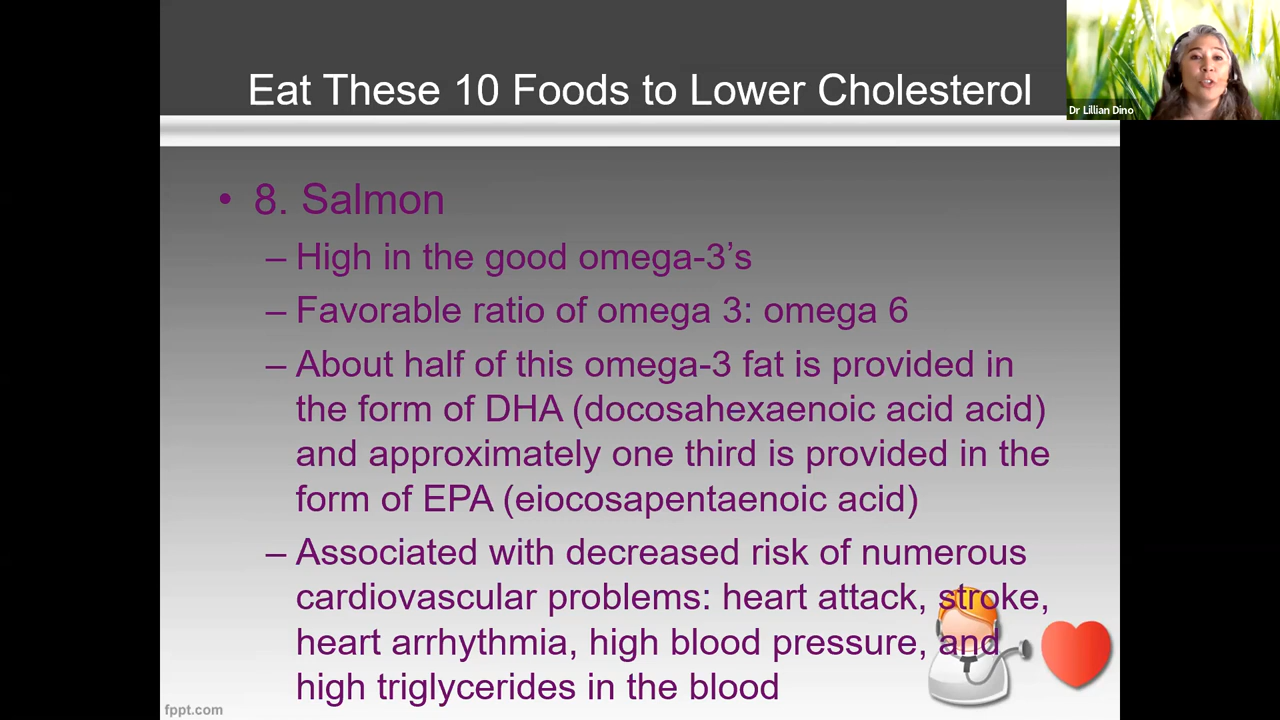 Eat These 10 Foods to Lower Cholesterol
Dr Lillian Dino
• 8. Salmon
– High in the good omega-3’s
– Favorable ratio of omega 3: omega 6
– About half of this omega-3 fat is provided in
the form of DHA (docosahexaenoic acid acid)
and approximately one third is provided in the
form of EPA (eiocosapentaenoic acid)
– Associated with decreased risk of numerous
cardiovascular problems: heart attack, stroke,
heart arrhythmia, high blood pressure, and
high triglycerides in the blood
fppt.com